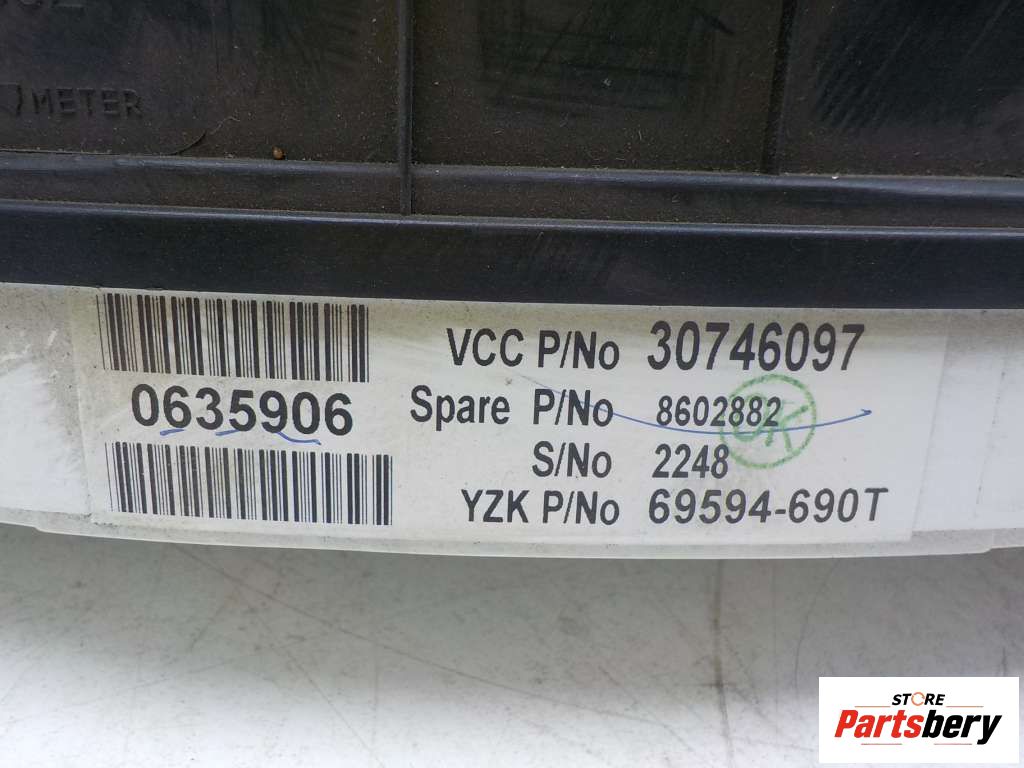 METER
VCC P/No 30746097
0635906
Spare P/No 8602882
OK
S/No 2248
YZK P/No 69594-690T
STORE
Partsbery